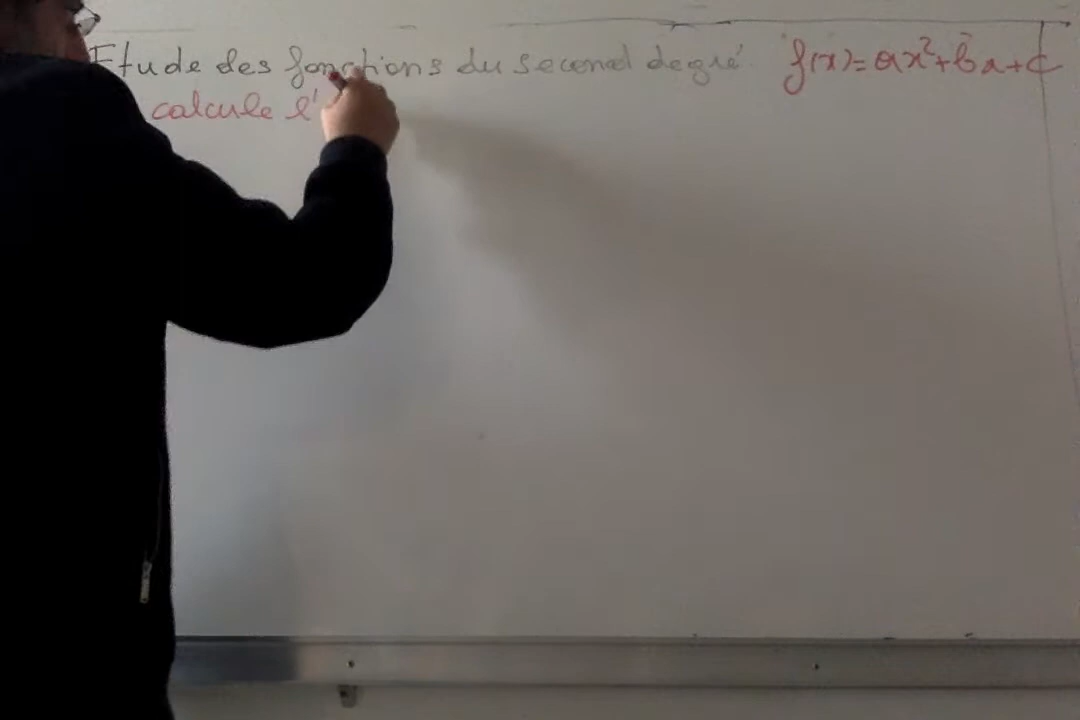 Etude des fonctions du second degré f(x)=ax²+bx+c
calcule l'